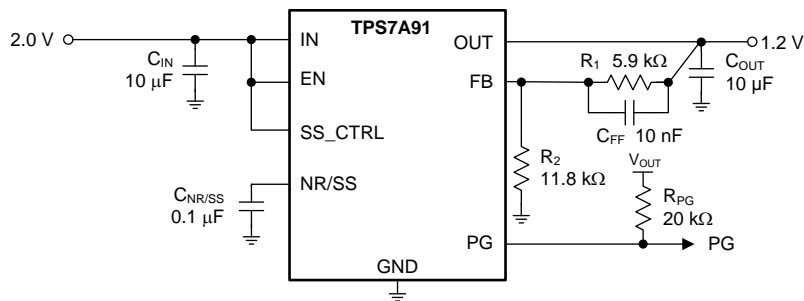 TPS7A91
2.0 V
IN
OUT
1.2 V
C_IN
10 μF
EN
FB
R_1 5.9 kΩ
C_OUT
10 μF
C_FF 10 nF
SS_CTRL
R_2
11.8 kΩ
V_OUT
NR/SS
C_NR/SS
0.1 μF
R_PG
20 kΩ
PG
PG
GND